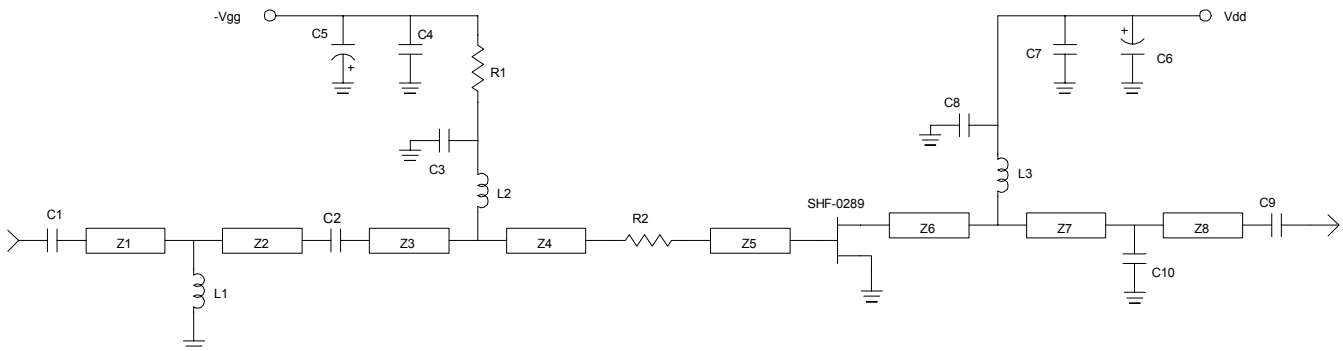 -Vgg
C5
+
C4
R1
C3
L2
C1
Z1
L1
Z2
C2
Z3
Z4
R2
Z5
SHF-0289
Z6
C8
L3
C7
+
C6
Vdd
Z7
C10
Z8
C9